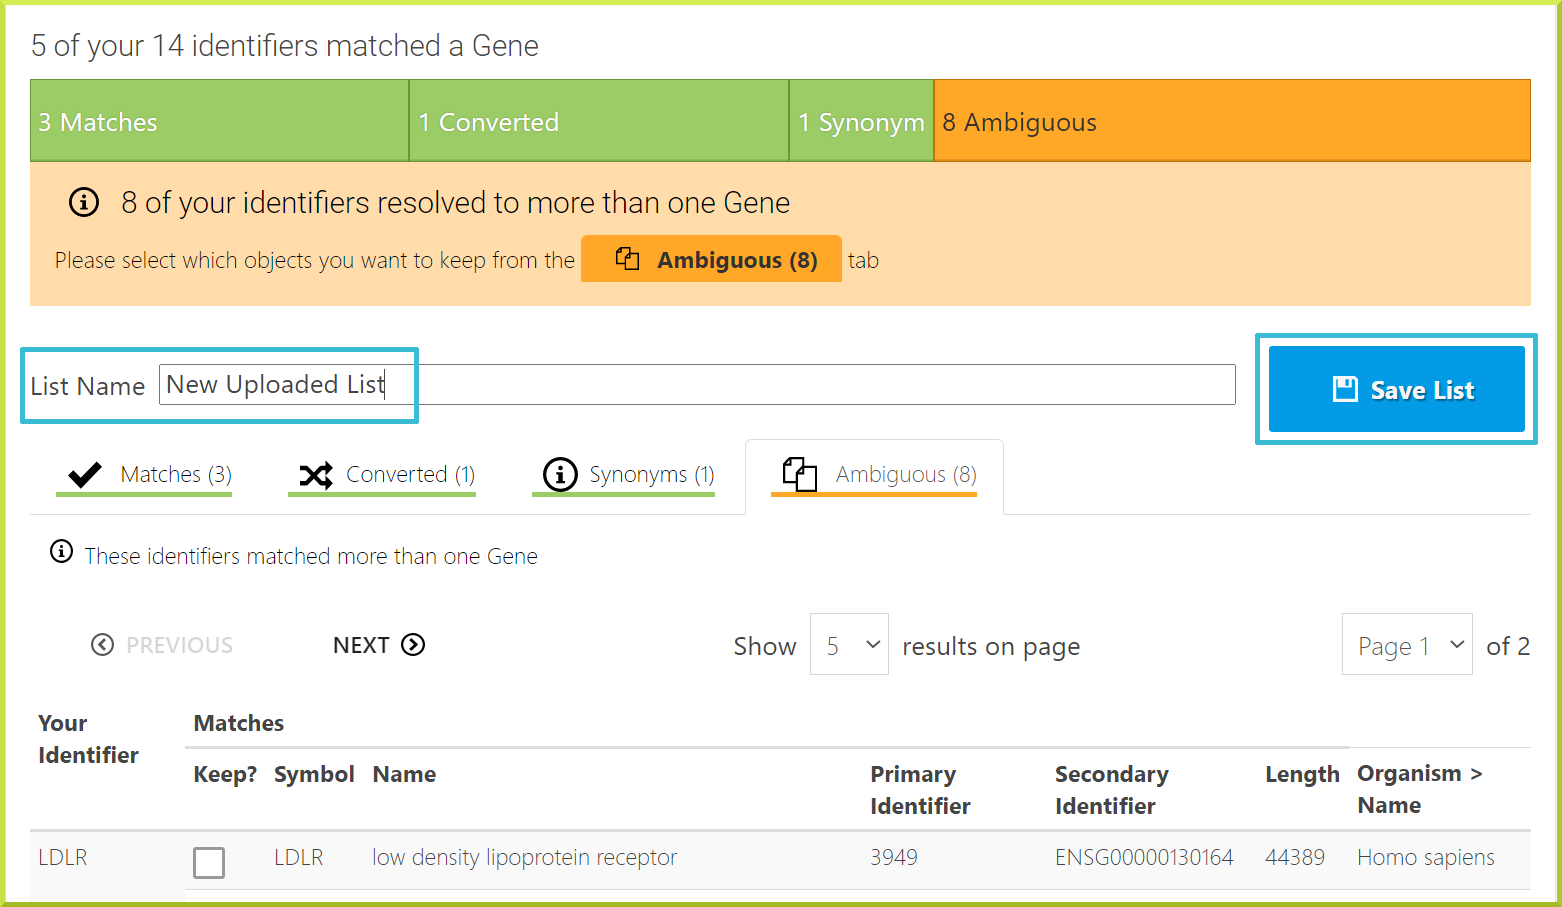 5 of your 14 identifiers matched a Gene
3 Matches 1 Converted 1 Synonym 8 Ambiguous
8 of your identifiers resolved to more than one Gene
Please select which objects you want to keep from the Ambiguous (8) tab
List Name New Uploaded List Save List
Matches (3) Converted (1) Synonyms (1) Ambiguous (8)
These identifiers matched more than one Gene
PREVIOUS NEXT Show 5 results on page Page 1 of 2
Your Identifier Matches
Keep? Symbol Name Primary Identifier Secondary Identifier Length Organism > Name
LDLR LDLR low density lipoprotein receptor 3949 ENSG00000130164 44389 Homo sapiens